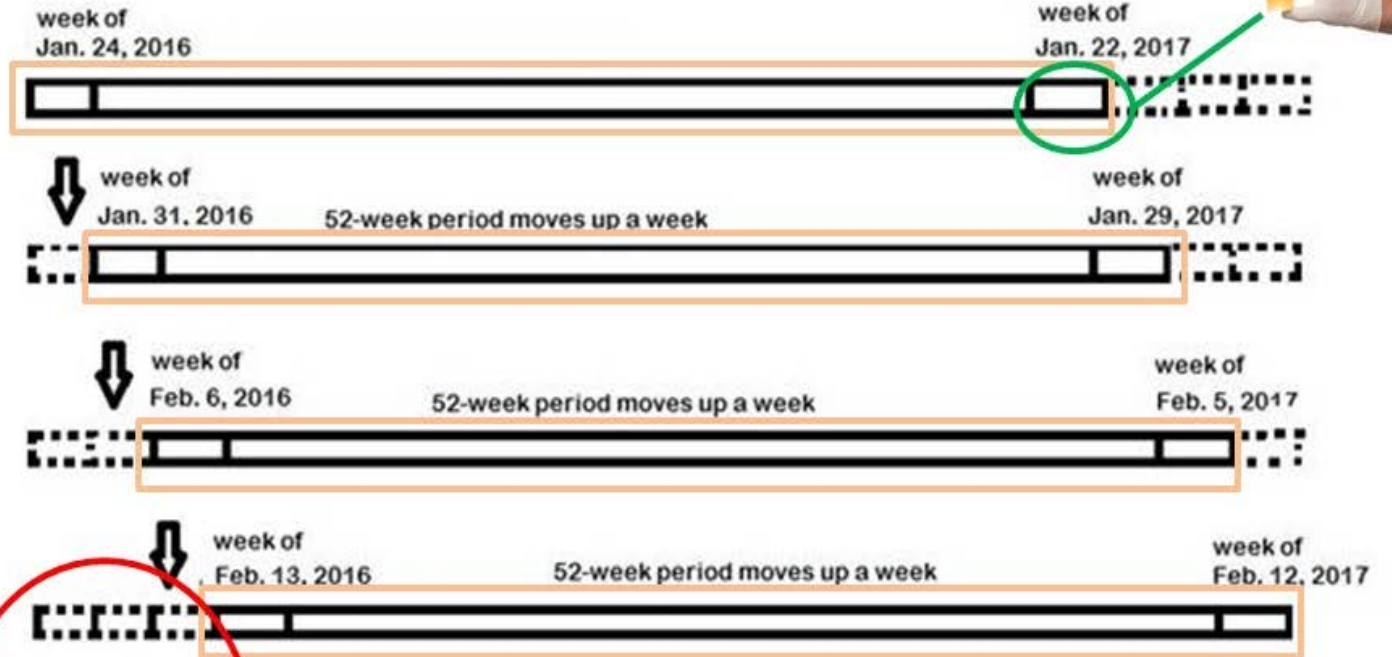 week of
Jan. 24, 2016
week of
Jan. 22, 2017
week of
Jan. 31, 2016
52-week period moves up a week
week of
Jan. 29, 2017
week of
Feb. 6, 2016
52-week period moves up a week
week of
Feb. 5, 2017
week of
Feb. 13, 2016
52-week period moves up a week
week of
Feb. 12, 2017